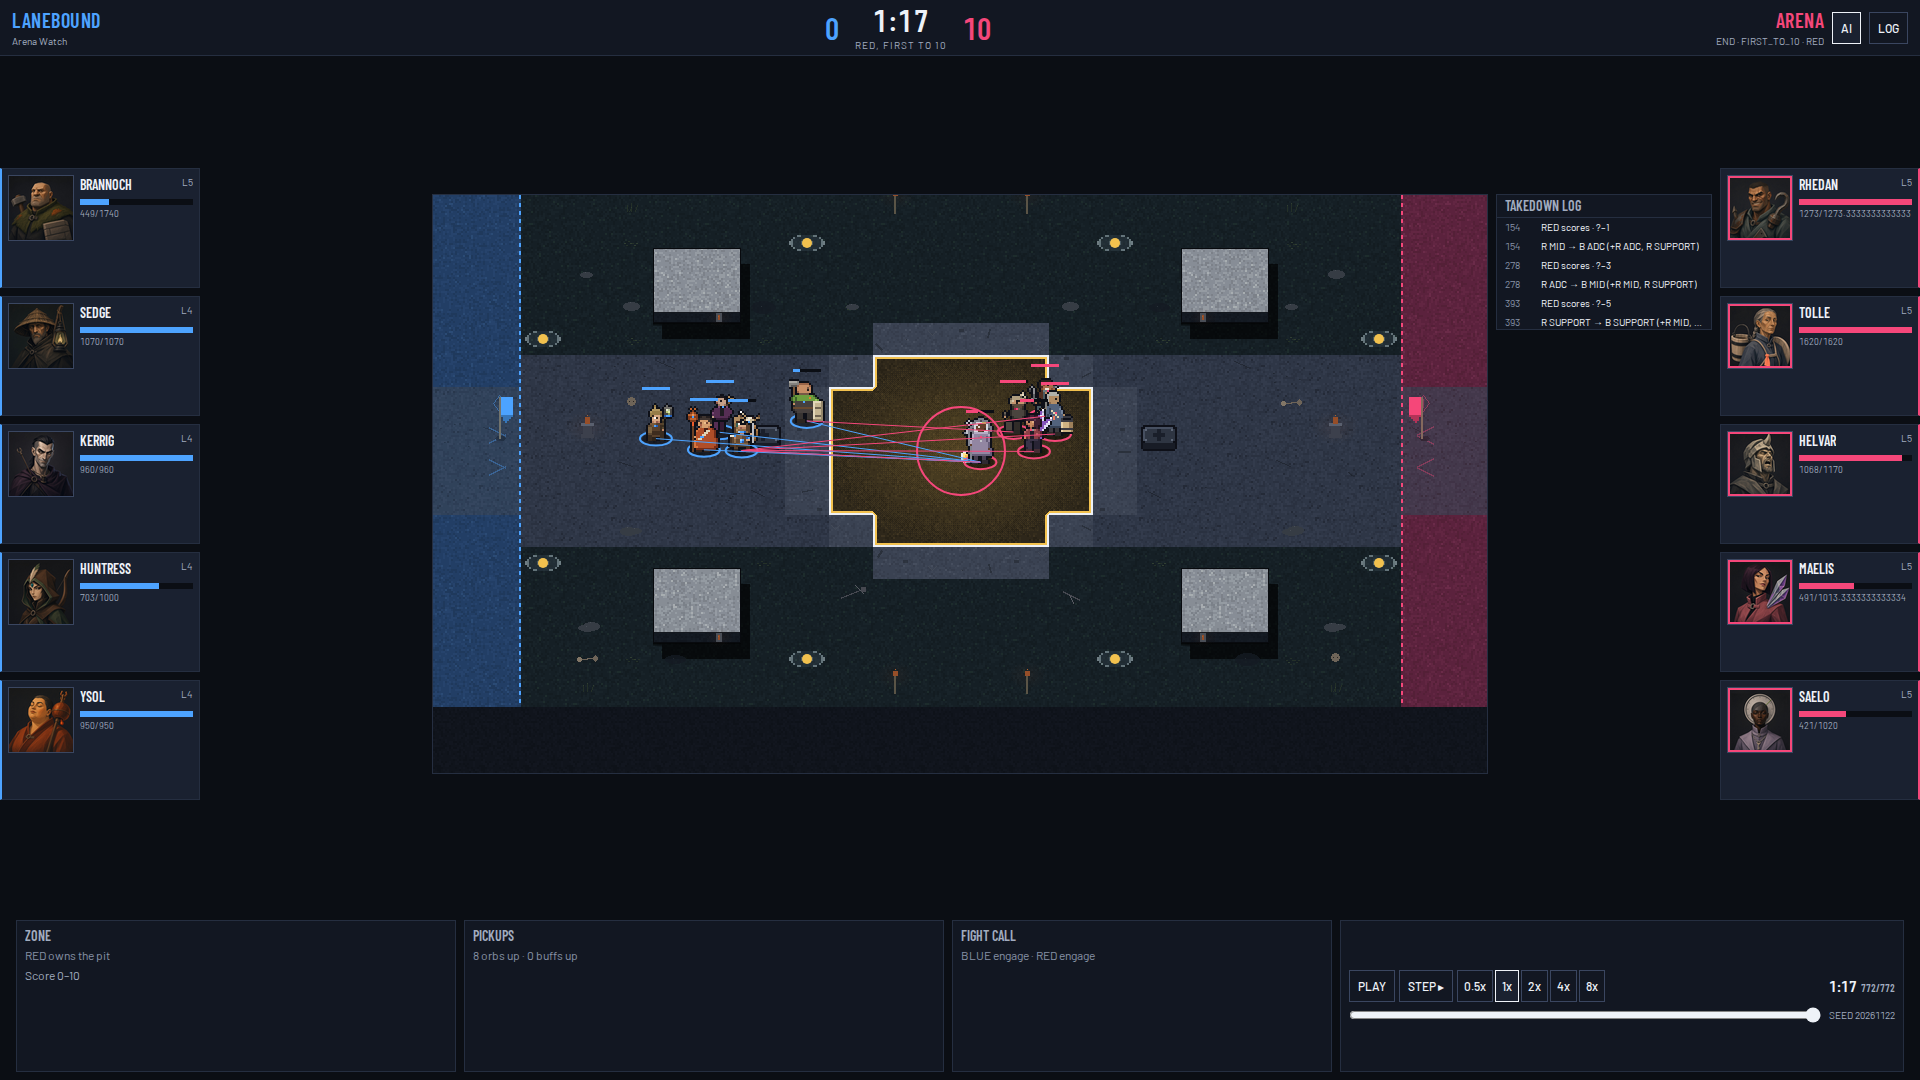 LANEBOUND
Arena Watch
0 1:17 10
RED, FIRST TO 10
ARENA
END · FIRST_TO_10 · RED
AI LOG
BRANNOCH L5
449/1740
SEDGE L4
1070/1070
KERRIG L4
960/960
HUNTRESS L4
703/1000
YSOL L4
950/950
TAKEDOWN LOG
154 RED scores · ?–1
154 R MID → B ADC (+R ADC, R SUPPORT)
278 RED scores · ?–3
278 R ADC → B MID (+R MID, R SUPPORT)
393 RED scores · ?–5
393 R SUPPORT → B SUPPORT (+R MID, ...
RHEDAN L5
1273/1273.3333333333333
TOLLE L5
1620/1620
HELVAR L5
1068/1170
MAELIS L5
491/1013.3333333333334
SAELO L5
421/1020
ZONE
RED owns the pit
Score 0–10
PICKUPS
8 orbs up · 0 buffs up
FIGHT CALL
BLUE engage · RED engage
PLAY STEP▸ 0.5x 1x 2x 4x 8x 1:17 772/772
SEED 20261122